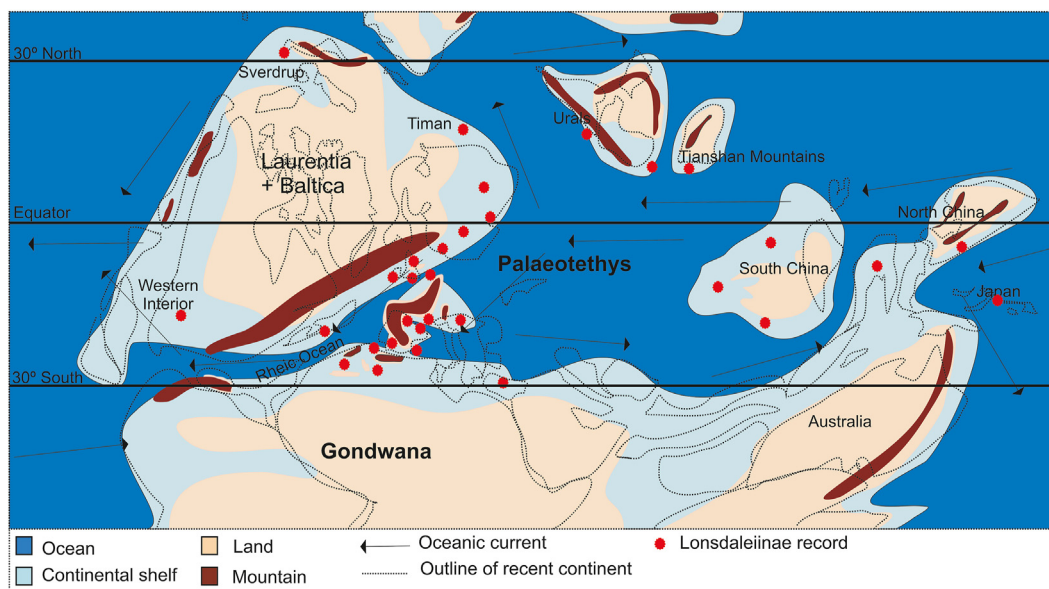 30º North
Sverdrup
Timan
Urals
Tianshan Mountains
Laurentia
+ Baltica
Equator
North China
Palaeotethys
South China
Western
Interior
Japan
Rheic Ocean
30º South
Australia
Gondwana
Ocean
Land
Oceanic current
Lonsdaleiinae record
Continental shelf
Mountain
Outline of recent continent